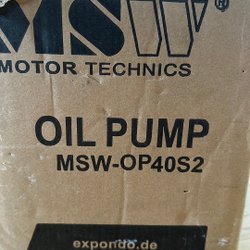 MSW
MOTOR TECHNICS
OIL PUMP
MSW-OP40S2
expondo.de